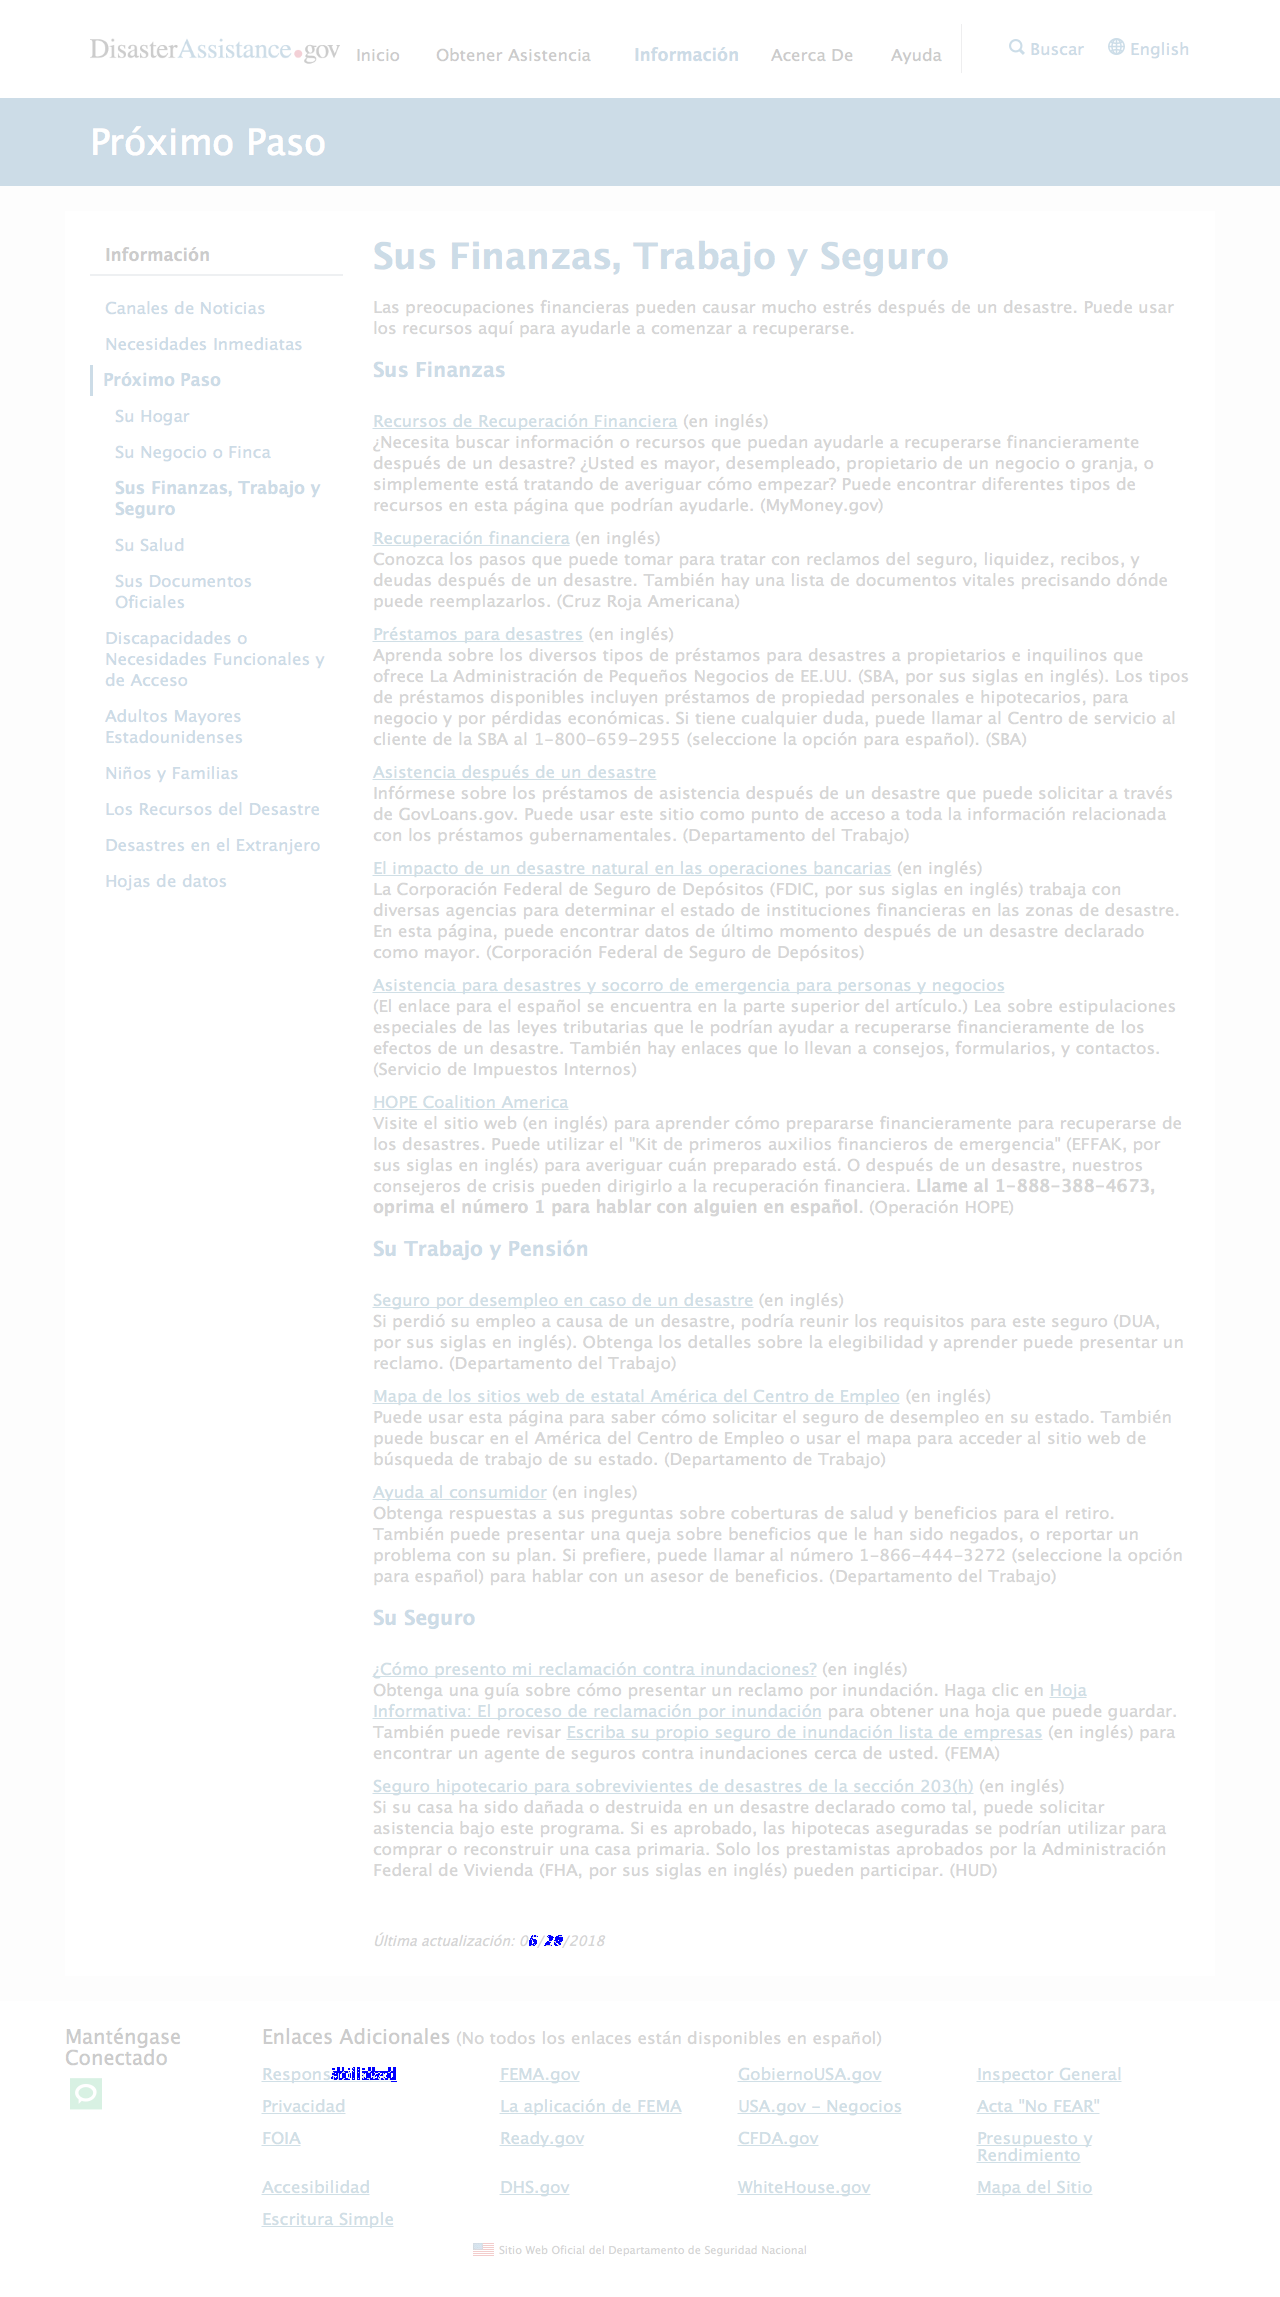 DisasterAssistance.gov Inicio Obtener Asistencia Información Acerca De Ayuda Buscar English
Próximo Paso
Información
Canales de Noticias
Necesidades Inmediatas
Próximo Paso
Su Hogar
Su Negocio o Finca
Sus Finanzas, Trabajo y
Seguro
Su Salud
Sus Documentos
Oficiales
Discapacidades o
Necesidades Funcionales y
de Acceso
Adultos Mayores
Estadounidenses
Niños y Familias
Los Recursos del Desastre
Desastres en el Extranjero
Hojas de datos
Sus Finanzas, Trabajo y Seguro
Las preocupaciones financieras pueden causar mucho estrés después de un desastre. Puede usar
los recursos aquí para ayudarle a comenzar a recuperarse.
Sus Finanzas
Recursos de Recuperación Financiera (en inglés)
¿Necesita buscar información o recursos que puedan ayudarle a recuperarse financieramente
después de un desastre? ¿Usted es mayor, desempleado, propietario de un negocio o granja, o
simplemente está tratando de averiguar cómo empezar? Puede encontrar diferentes tipos de
recursos en esta página que podrían ayudarle. (MyMoney.gov)
Recuperación financiera (en inglés)
Conozca los pasos que puede tomar para tratar con reclamos del seguro, liquidez, recibos, y
deudas después de un desastre. También hay una lista de documentos vitales precisando dónde
puede reemplazarlos. (Cruz Roja Americana)
Préstamos para desastres (en inglés)
Aprenda sobre los diversos tipos de préstamos para desastres a propietarios e inquilinos que
ofrece La Administración de Pequeños Negocios de EE.UU. (SBA, por sus siglas en inglés). Los tipos
de préstamos disponibles incluyen préstamos de propiedad personales e hipotecarios, para
negocio y por pérdidas económicas. Si tiene cualquier duda, puede llamar al Centro de servicio al
cliente de la SBA al 1-800-659-2955 (seleccione la opción para español). (SBA)
Asistencia después de un desastre
Infórmese sobre los préstamos de asistencia después de un desastre que puede solicitar a través
de GovLoans.gov. Puede usar este sitio como punto de acceso a toda la información relacionada
con los préstamos gubernamentales. (Departamento del Trabajo)
El impacto de un desastre natural en las operaciones bancarias (en inglés)
La Corporación Federal de Seguro de Depósitos (FDIC, por sus siglas en inglés) trabaja con
diversas agencias para determinar el estado de instituciones financieras en las zonas de desastre.
En esta página, puede encontrar datos de último momento después de un desastre declarado
como mayor. (Corporación Federal de Seguro de Depósitos)
Asistencia para desastres y socorro de emergencia para personas y negocios
(El enlace para el español se encuentra en la parte superior del artículo.) Lea sobre estipulaciones
especiales de las leyes tributarias que le podrían ayudar a recuperarse financieramente de los
efectos de un desastre. También hay enlaces que lo llevan a consejos, formularios, y contactos.
(Servicio de Impuestos Internos)
HOPE Coalition America
Visite el sitio web (en inglés) para aprender cómo prepararse financieramente para recuperarse de
los desastres. Puede utilizar el "Kit de primeros auxilios financieros de emergencia" (EFFAK, por
sus siglas en inglés) para averiguar cuán preparado está. O después de un desastre, nuestros
consejeros de crisis pueden dirigirlo a la recuperación financiera. Llame al 1-888-388-4673,
oprima el número 1 para hablar con alguien en español. (Operación HOPE)
Su Trabajo y Pensión
Seguro por desempleo en caso de un desastre (en inglés)
Si perdió su empleo a causa de un desastre, podría reunir los requisitos para este seguro (DUA,
por sus siglas en inglés). Obtenga los detalles sobre la elegibilidad y aprender puede presentar un
reclamo. (Departamento del Trabajo)
Mapa de los sitios web de estatal América del Centro de Empleo (en inglés)
Puede usar esta página para saber cómo solicitar el seguro de desempleo en su estado. También
puede buscar en el América del Centro de Empleo o usar el mapa para acceder al sitio web de
búsqueda de trabajo de su estado. (Departamento de Trabajo)
Ayuda al consumidor (en ingles)
Obtenga respuestas a sus preguntas sobre coberturas de salud y beneficios para el retiro.
También puede presentar una queja sobre beneficios que le han sido negados, o reportar un
problema con su plan. Si prefiere, puede llamar al número 1-866-444-3272 (seleccione la opción
para español) para hablar con un asesor de beneficios. (Departamento del Trabajo)
Su Seguro
¿Cómo presento mi reclamación contra inundaciones? (en inglés)
Obtenga una guía sobre cómo presentar un reclamo por inundación. Haga clic en Hoja
Informativa: El proceso de reclamación por inundación para obtener una hoja que puede guardar.
También puede revisar Escriba su propio seguro de inundación lista de empresas (en inglés) para
encontrar un agente de seguros contra inundaciones cerca de usted. (FEMA)
Seguro hipotecario para sobrevivientes de desastres de la sección 203(h) (en inglés)
Si su casa ha sido dañada o destruida en un desastre declarado como tal, puede solicitar
asistencia bajo este programa. Si es aprobado, las hipotecas aseguradas se podrían utilizar para
comprar o reconstruir una casa primaria. Solo los prestamistas aprobados por la Administración
Federal de Vivienda (FHA, por sus siglas en inglés) pueden participar. (HUD)
Última actualización:
Manténgase
Conectado
Enlaces Adicionales (No todos los enlaces están disponibles en español)
FEMA.gov GobiernoUSA.gov Inspector General
Privacidad La aplicación de FEMA USA.gov - Negocios Acta "No FEAR"
FOIA Ready.gov CFDA.gov Presupuesto y
Rendimiento
Accesibilidad DHS.gov WhiteHouse.gov Mapa del Sitio
Escritura Simple
Sitio Web Oficial del Departamento de Seguridad Nacional